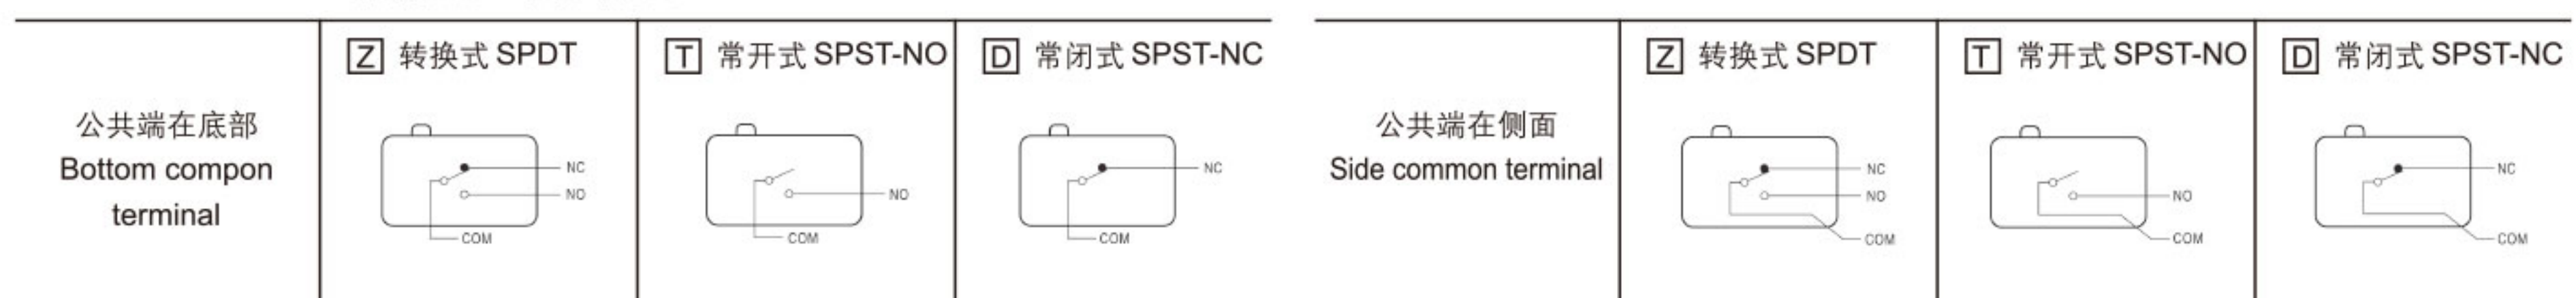 Z 转换式 SPDT
T 常开式 SPST-NO
D 常闭式 SPST-NC
公共端在底部
Bottom compon
terminal
NC
NO
COM
NO
COM
NC
COM
Z 转换式 SPDT
T 常开式 SPST-NO
D 常闭式 SPST-NC
公共端在侧面
Side common terminal
NC
NO
COM
NO
COM
NC
COM